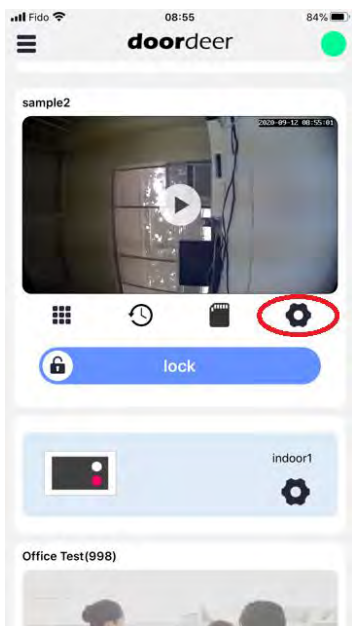 Fido 08:55 84%
doordeer
sample2
2020-09-12 08:55:01
lock
indoor1
Office Test(998)